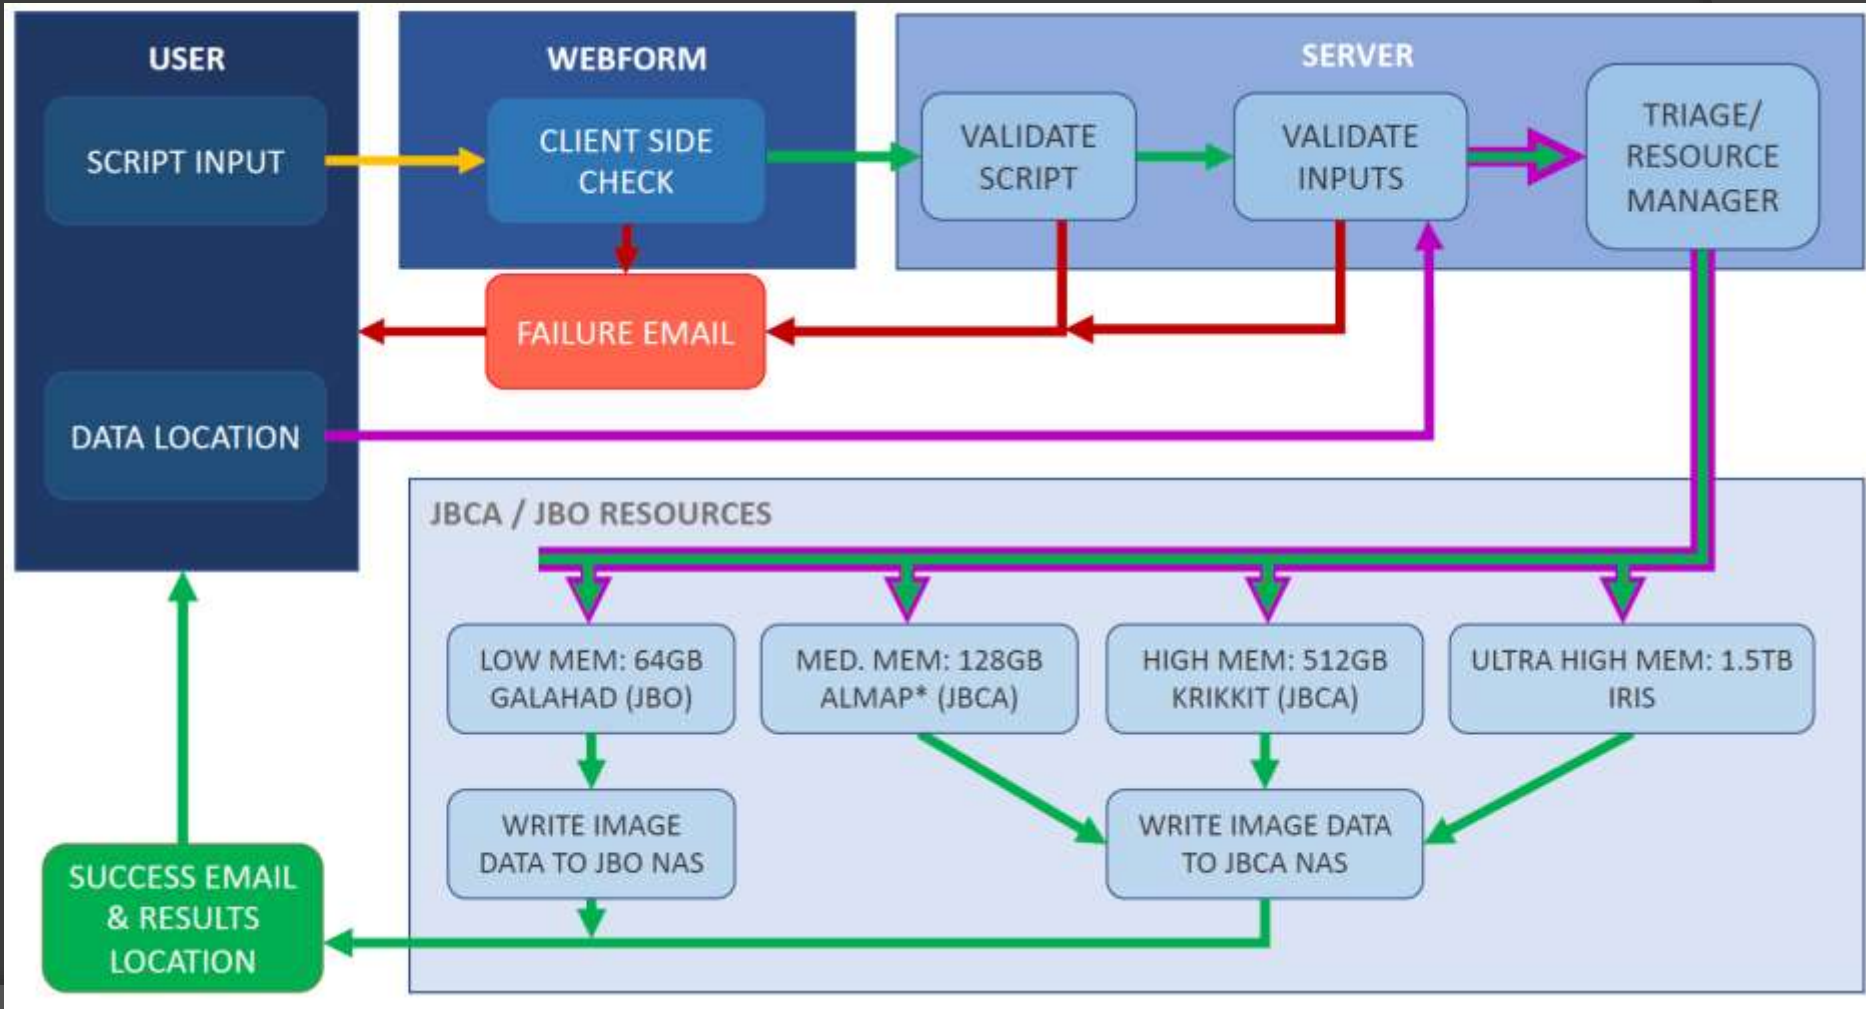 USER
SCRIPT INPUT
DATA LOCATION
WEBFORM
CLIENT SIDE
CHECK
FAILURE EMAIL
SERVER
VALIDATE
SCRIPT
VALIDATE
INPUTS
TRIAGE/
RESOURCE
MANAGER
JBCA / JBO RESOURCES
LOW MEM: 64GB
GALAHAD (JBO)
MED. MEM: 128GB
ALMAP* (JBCA)
HIGH MEM: 512GB
KRIKKIT (JBCA)
ULTRA HIGH MEM: 1.5TB
IRIS
WRITE IMAGE
DATA TO JBO NAS
WRITE IMAGE DATA
TO JBCA NAS
SUCCESS EMAIL
& RESULTS
LOCATION